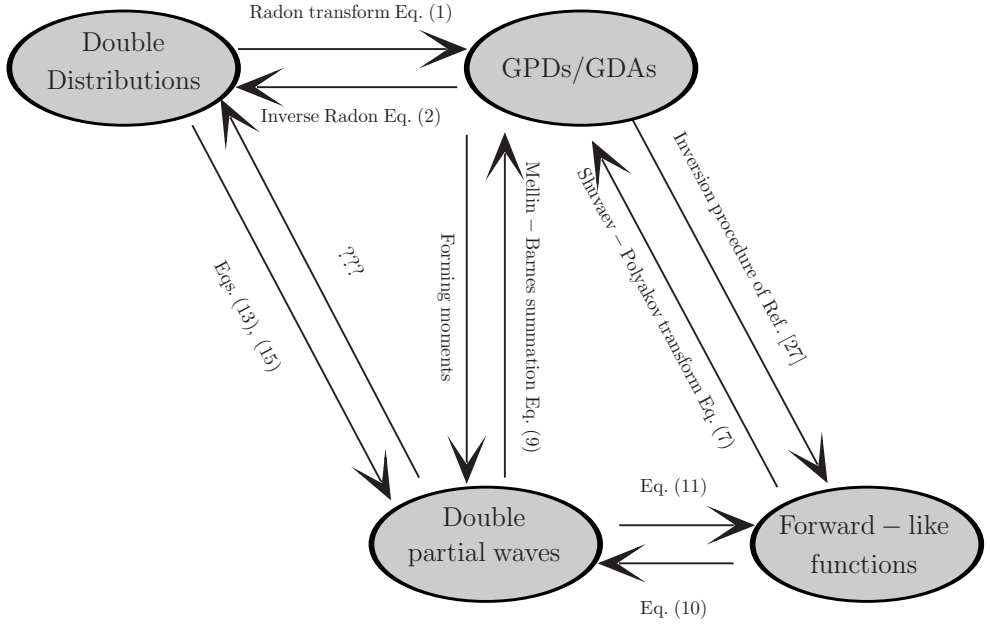 Radon transform Eq. (1)
Double
Distributions
GPDs/GDAs
Inverse Radon Eq. (2)
Inversion procedure of Ref. [27]
Shuvaev – Polyakov transform Eq. (7)
Mellin – Barnes summation Eq. (9)
Forming moments
???
Eqs. (13), (15)
Eq. (11)
Double
partial waves
Forward – like
functions
Eq. (10)